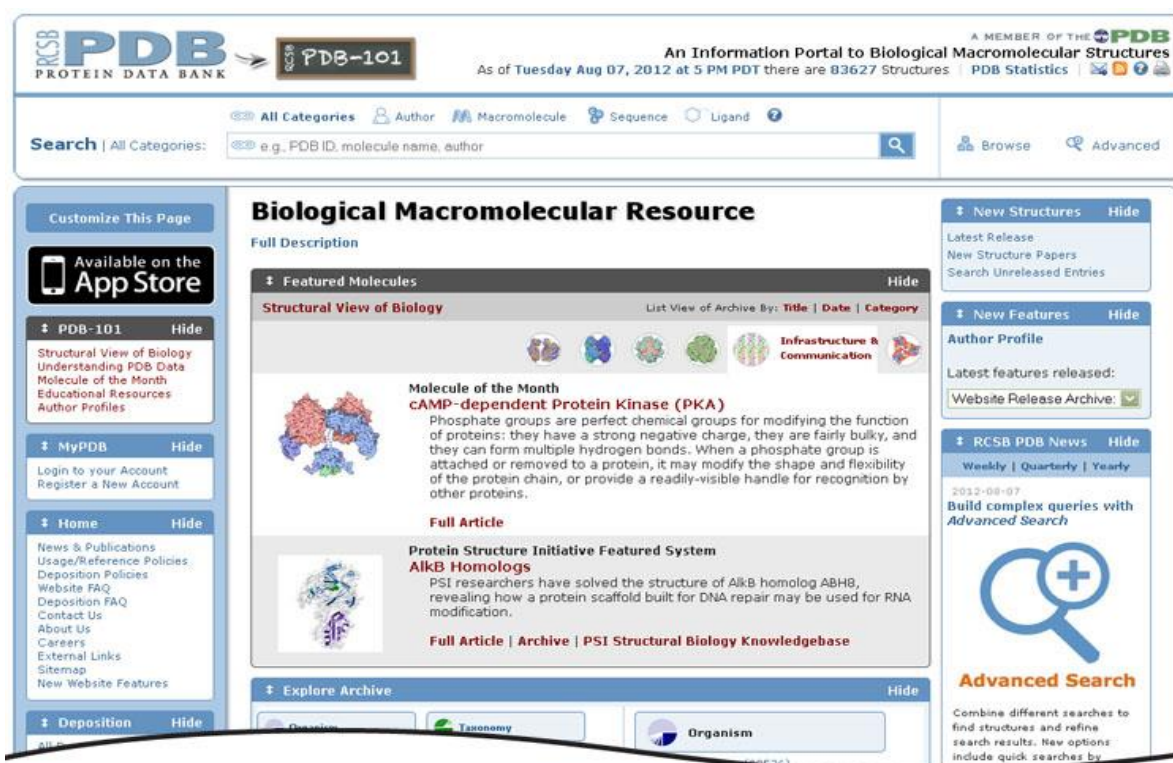 RCSB PDB
PROTEIN DATA BANK
RCSB PDB-101
A MEMBER OF THE PDB
An Information Portal to Biological Macromolecular Structures
As of Tuesday Aug 07, 2012 at 5 PM PDT there are 83627 Structures | PDB Statistics |
All Categories Author Macromolecule Sequence Ligand ?
Search | All Categories:
e.g., PDB ID, molecule name, author
Browse Advanced
Customize This Page
Available on the
App Store
PDB-101 Hide
Structural View of Biology
Understanding PDB Data
Molecule of the Month
Educational Resources
Author Profiles
MyPDB Hide
Login to your Account
Register a New Account
Home Hide
News & Publications
Usage/Reference Policies
Deposition Policies
Website FAQ
Deposition FAQ
Contact Us
About Us
Careers
External Links
Sitemap
New Website Features
Deposition Hide
Biological Macromolecular Resource
Full Description
Featured Molecules Hide
Structural View of Biology List View of Archive By: Title | Date | Category
Infrastructure &
Communication
Molecule of the Month
cAMP-dependent Protein Kinase (PKA)
Phosphate groups are perfect chemical groups for modifying the function
of proteins: they have a strong negative charge, they are fairly bulky, and
they can form multiple hydrogen bonds. When a phosphate group is
attached or removed to a protein, it may modify the shape and flexibility
of the protein chain, or provide a readily-visible handle for recognition by
other proteins.
Full Article
Protein Structure Initiative Featured System
AlkB Homologs
PSI researchers have solved the structure of AlkB homolog ABH8,
revealing how a protein scaffold built for DNA repair may be used for RNA
modification.
Full Article | Archive | PSI Structural Biology Knowledgebase
Explore Archive Hide
Organism Taxonomy Organism
New Structures Hide
Latest Release
New Structure Papers
Search Unreleased Entries
New Features Hide
Author Profile
Latest features released:
Website Release Archive:
RCSB PDB News Hide
Weekly | Quarterly | Yearly
2012-08-07
Build complex queries with
Advanced Search
Advanced Search
Combine different searches to
find structures and refine
search results. New options
include quick searches by